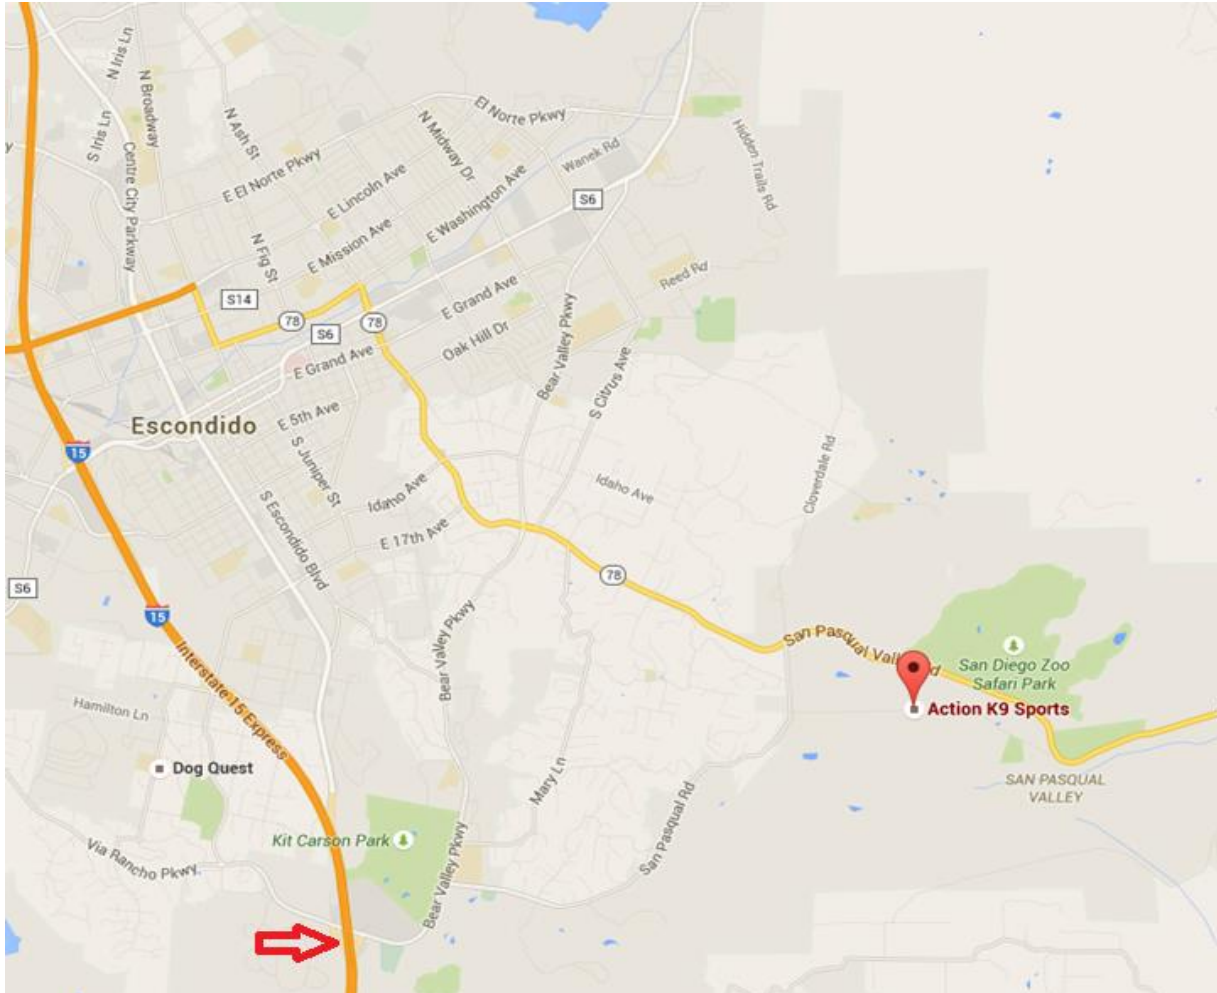 N Iris Ln
S Iris Ln
N Broadway
Centre City Parkway
N Ash St
N Midway Dr
El Norte Pkwy
Wanek Rd
Hidden Trails Rd
E El Norte Pkwy
E Lincoln Ave
E Washington Ave
S6
N Fig St
E Mission Ave
Reed Rd
S14
E Grand Ave
78
S6
78
Oak Hill Dr
E Grand Ave
Bear Valley Pkwy
S Citrus Ave
Escondido
E 5th Ave
15
S Juniper St
Idaho Ave
Idaho Ave
Cloverdale Rd
S Escondido Blvd
E 17th Ave
S6
78
15
Interstate 15 Express
Bear Valley Pkwy
San Pasqual Valley Rd
San Diego Zoo
Safari Park
Hamilton Ln
Action K9 Sports
Dog Quest
Mary Ln
SAN PASQUAL
VALLEY
San Pasqual Rd
Kit Carson Park
Via Rancho Pkwy
Bear Valley Pkwy